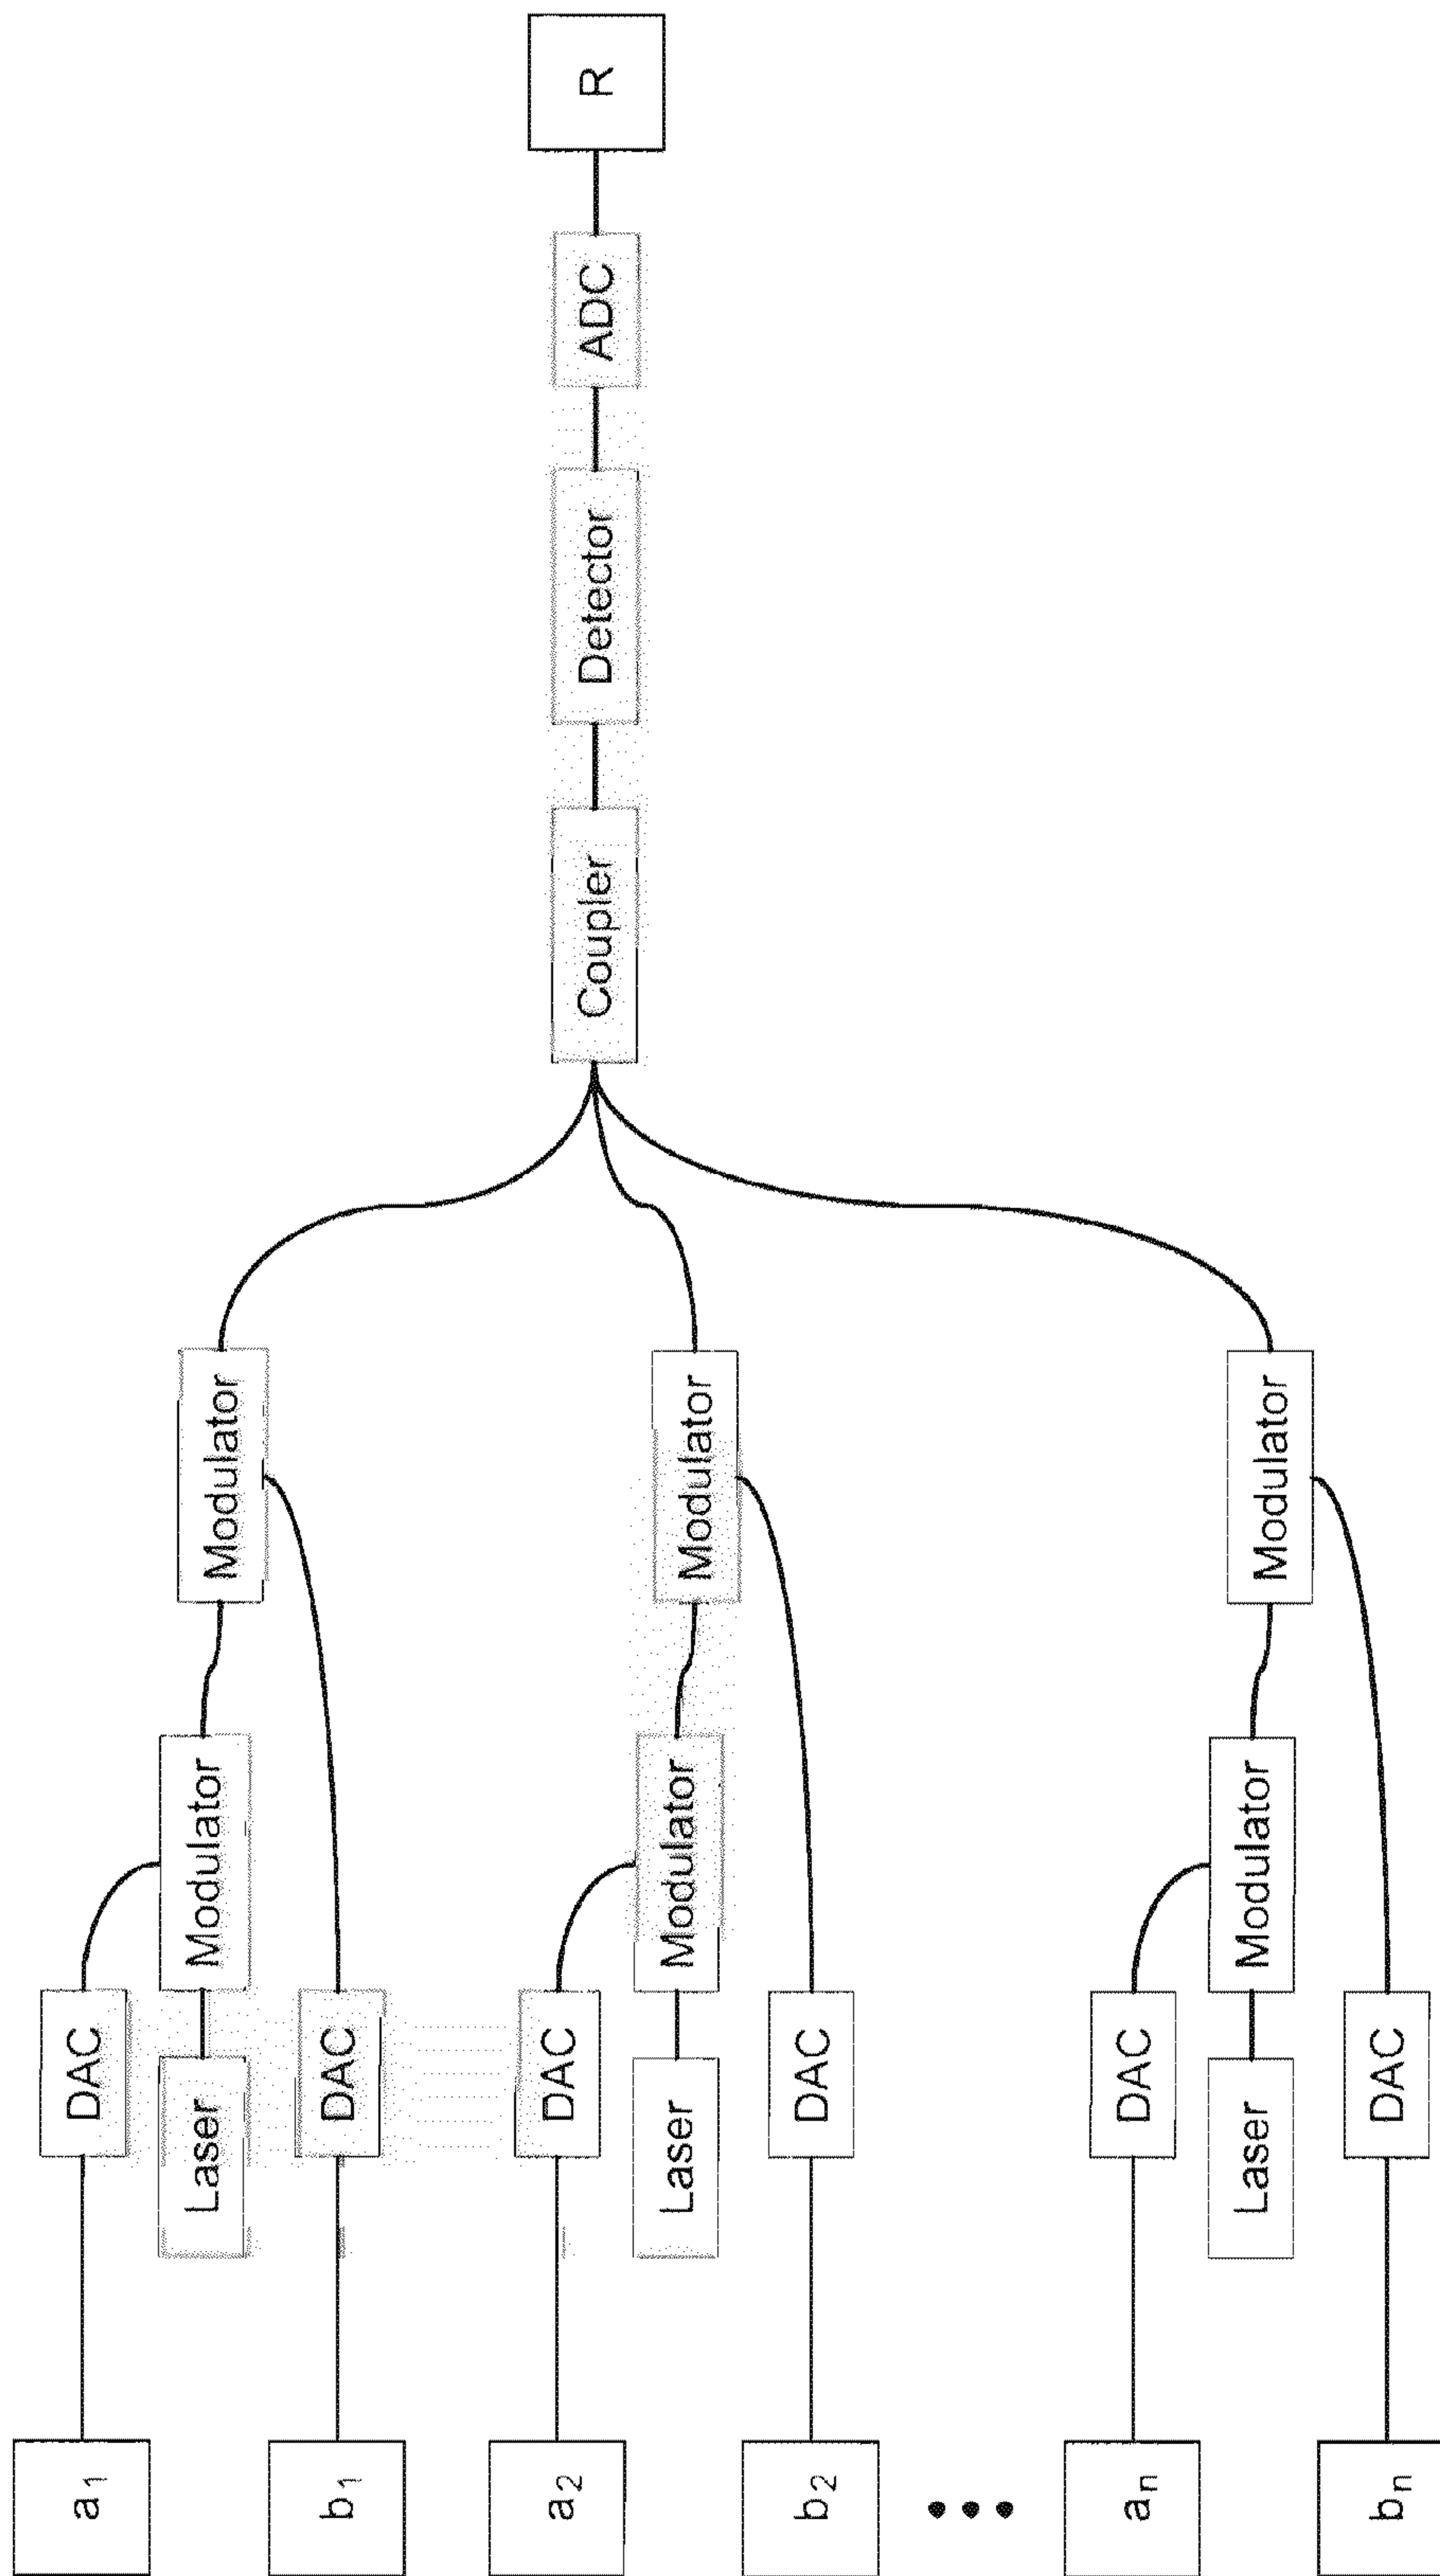 a1
DAC
Laser
Modulator
Modulator
b1
DAC
a2
DAC
Laser
Modulator
Modulator
b2
DAC
an
DAC
Laser
Modulator
Modulator
bn
DAC
Coupler
Detector
ADC
R